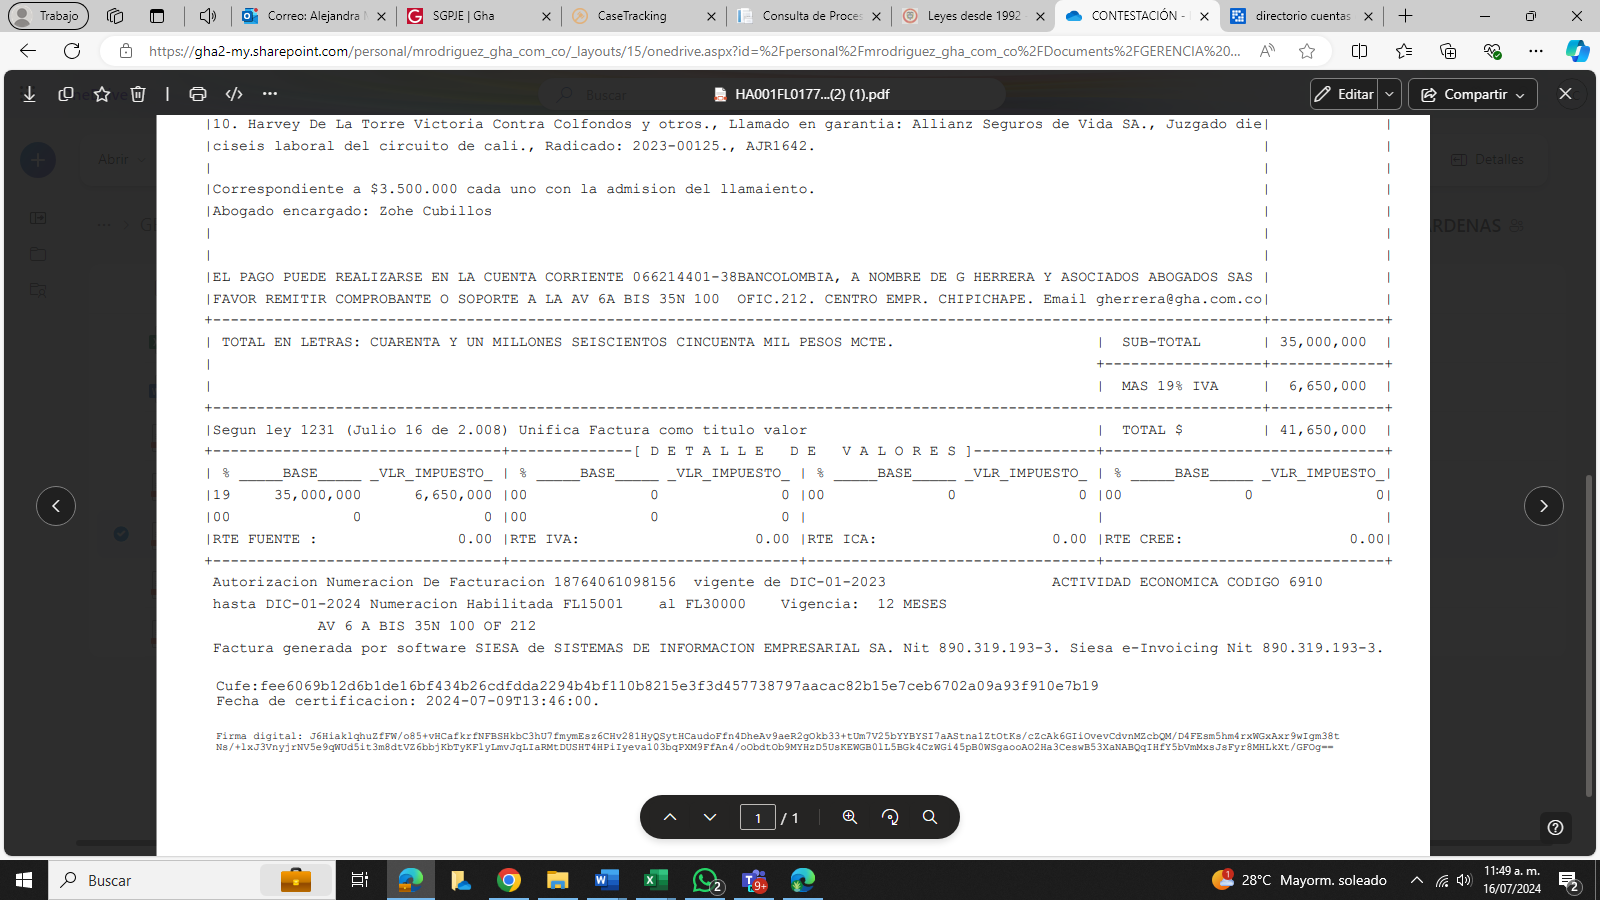 Trabajo
Correo: Alejandra M
SGPJE | Gha
CaseTracking
Consulta de Proces
Leyes desde 1992 -
CONTESTACIÓN -
directorio cuentas
https://gha2-my.sharepoint.com/personal/mrodriguez_gha_com_co/_layouts/15/onedrive.aspx?id=%2Fpersonal%2Fmrodriguez_gha_com_co%2FDocuments%2FGERENCIA%20...
Buscar
HA001FL0177...(2) (1).pdf
Editar
Compartir
Abrir
Detalles
RDENAS
10. Harvey De La Torre Victoria Contra Colfondos y otros., Llamado en garantia: Allianz Seguros de Vida SA., Juzgado die
ciseis laboral del circuito de cali., Radicado: 2023-00125., AJR1642.
Correspondiente a $3.500.000 cada uno con la admision del llamaiento.
Abogado encargado: Zohe Cubillos
EL PAGO PUEDE REALIZARSE EN LA CUENTA CORRIENTE 066214401-38BANCOLOMBIA, A NOMBRE DE G HERRERA Y ASOCIADOS ABOGADOS SAS
FAVOR REMITIR COMPROBANTE O SOPORTE A LA AV 6A BIS 35N 100 OFIC.212. CENTRO EMPR. CHIPICHAPE. Email gherrera@gha.com.co
TOTAL EN LETRAS: CUARENTA Y UN MILLONES SEISCIENTOS CINCUENTA MIL PESOS MCTE. | SUB-TOTAL | 35,000,000
MAS 19% IVA | 6,650,000
Segun ley 1231 (Julio 16 de 2.008) Unifica Factura como titulo valor | TOTAL $ | 41,650,000
[ D E T A L L E   D E   V A L O R E S ]
| % _____BASE_____ _VLR_IMPUESTO_ | % _____BASE_____ _VLR_IMPUESTO_ | % _____BASE_____ _VLR_IMPUESTO_ | % _____BASE_____ _VLR_IMPUESTO_|
|19 35,000,000 6,650,000 |00 0 0 |00 0 0 |00 0 0|
|00 0 0 |00 0 0 | | |
|RTE FUENTE : 0.00 |RTE IVA: 0.00 |RTE ICA: 0.00 |RTE CREE: 0.00|
Autorizacion Numeracion De Facturacion 18764061098156 vigente de DIC-01-2023 ACTIVIDAD ECONOMICA CODIGO 6910
hasta DIC-01-2024 Numeracion Habilitada FL15001 al FL30000 Vigencia: 12 MESES
AV 6 A BIS 35N 100 OF 212
Factura generada por software SIESA de SISTEMAS DE INFORMACION EMPRESARIAL SA. Nit 890.319.193-3. Siesa e-Invoicing Nit 890.319.193-3.
Cufe:fee6069b12d6b1de16bf434b26cdfdda2294b4bf110b8215e3f3d457738797aacac82b15e7ceb6702a09a93f910e7b19
Fecha de certificacion: 2024-07-09T13:46:00.
Firma digital:
1 / 1
Buscar
2
9+
1
28°C Mayorm. soleado
11:49 a. m.
16/07/2024
2